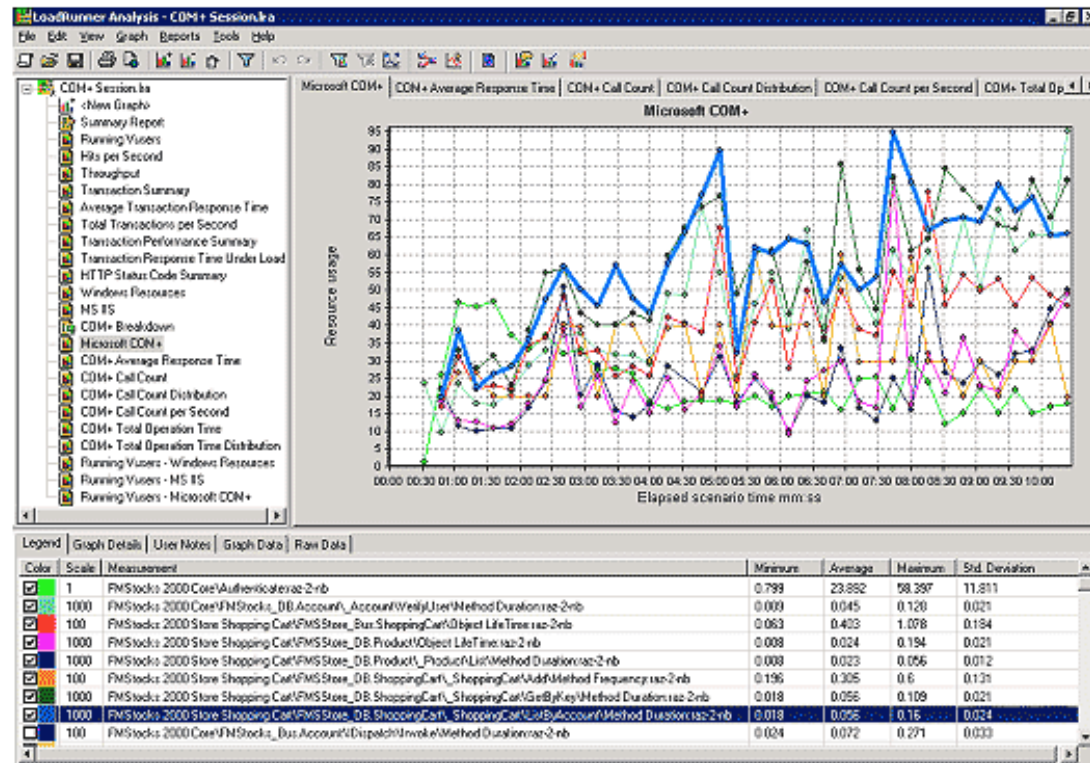 LoadRunner Analysis - COM+ Session.lra
File Edit View Graph Reports Tools Help
COM+ Session.lra
<New Graph>
Summary Report
Running Vusers
Hits per Second
Throughput
Transaction Summary
Average Transaction Response Time
Total Transactions per Second
Transaction Performance Summary
Transaction Response Time Under Load
HTTP Status Code Summary
Windows Resources
MS IIS
COM+ Breakdown
Microsoft COM+
COM+ Average Response Time
COM+ Call Count
COM+ Call Count Distribution
COM+ Call Count per Second
COM+ Total Operation Time
COM+ Total Operation Time Distribution
Running Vusers - Windows Resources
Running Vusers - MS IIS
Running Vusers - Microsoft COM+
Microsoft COM+ COM+ Average Response Time COM+ Call Count COM+ Call Count Distribution COM+ Call Count per Second COM+ Total Op
Microsoft COM+
Resource usage
95
90
85
80
75
70
65
60
55
50
45
40
35
30
25
20
15
10
5
0
00:00 00:30 01:00 01:30 02:00 02:30 03:00 03:30 04:00 04:30 05:00 05:30 06:00 06:30 07:00 07:30 08:00 08:30 09:00 09:30 10:00
Elapsed scenario time mm:ss
Legend Graph Details User Notes Graph Data Raw Data
Color Scale Measurement Minimum Average Maximum Std. Deviation
1 FMStocks 2000 Core\Authenticate:raz-2-nb 0.799 23.892 58.397 11.811
1000 FMStocks 2000 Core\FMStocks_DB.Account\_Account\VerifyUser\Method Duration:raz-2-nb 0.009 0.045 0.128 0.021
100 FMStocks 2000 Store Shopping Cart\FMSStore_Bus.ShoppingCart\Object LifeTime:raz-2-nb 0.063 0.403 1.078 0.184
1000 FMStocks 2000 Store Shopping Cart\FMSStore_DB.Product\Object LifeTime:raz-2-nb 0.008 0.024 0.194 0.021
1000 FMStocks 2000 Store Shopping Cart\FMSStore_DB.Product\_Product\List\Method Duration:raz-2-nb 0.008 0.023 0.056 0.012
100 FMStocks 2000 Store Shopping Cart\FMSStore_DB.ShoppingCart\_ShoppingCart\Add\Method Frequency:raz-2-nb 0.196 0.305 0.6 0.131
1000 FMStocks 2000 Store Shopping Cart\FMSStore_DB.ShoppingCart\_ShoppingCart\GetByKey\Method Duration:raz-2-nb 0.018 0.056 0.109 0.021
1000 FMStocks 2000 Store Shopping Cart\FMSStore_DB.ShoppingCart\_ShoppingCart\ListByAccount\Method Duration:raz-2-nb 0.018 0.056 0.16 0.024
100 FMStocks 2000 Core\FMStocks_Bus.Account\IDispatch\Invoke\Method Duration:raz-2-nb 0.024 0.072 0.271 0.033